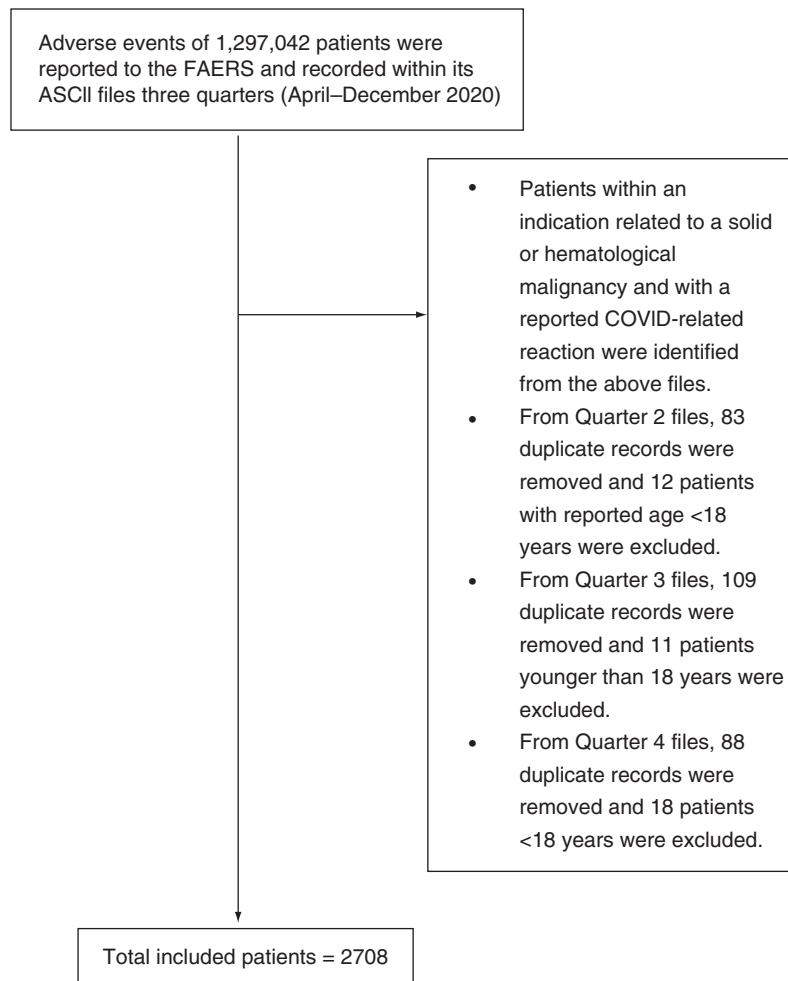 Adverse events of 1,297,042 patients were
reported to the FAERS and recorded within its
ASCII files three quarters (April–December 2020)
• Patients within an
indication related to a solid
or hematological
malignancy and with a
reported COVID-related
reaction were identified
from the above files.
• From Quarter 2 files, 83
duplicate records were
removed and 12 patients
with reported age <18
years were excluded.
• From Quarter 3 files, 109
duplicate records were
removed and 11 patients
younger than 18 years were
excluded.
• From Quarter 4 files, 88
duplicate records were
removed and 18 patients
<18 years were excluded.
Total included patients = 2708